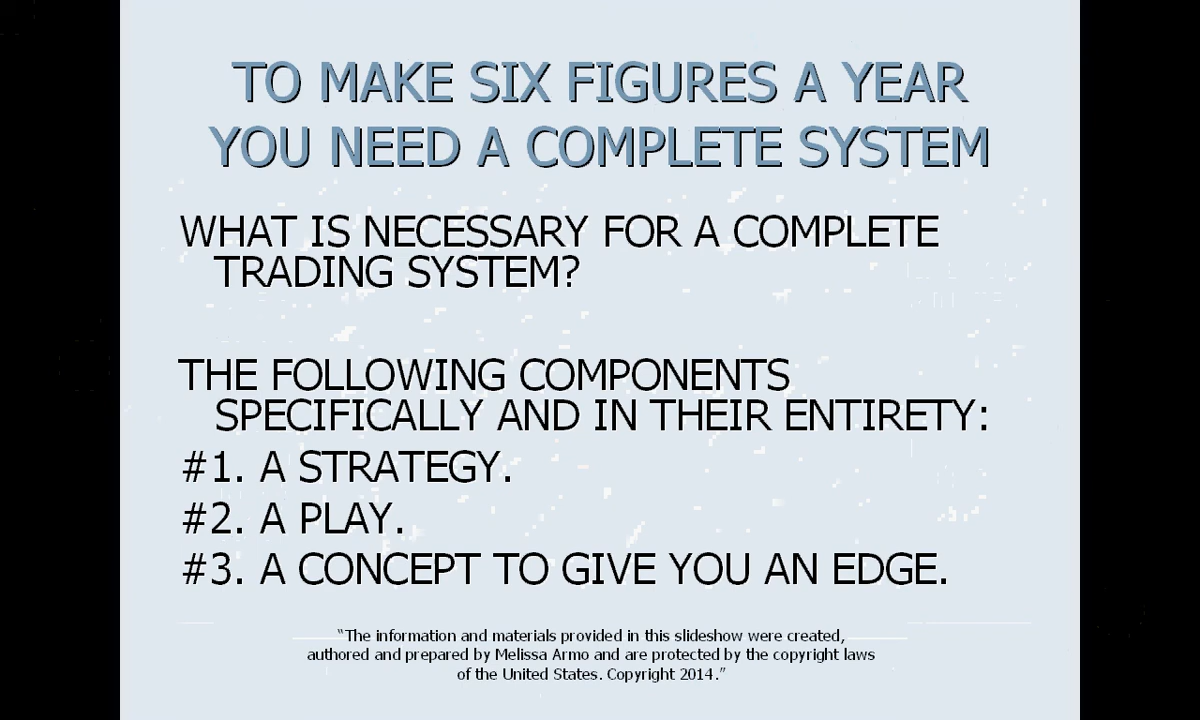 TO MAKE SIX FIGURES A YEAR
YOU NEED A COMPLETE SYSTEM
WHAT IS NECESSARY FOR A COMPLETE
TRADING SYSTEM?
THE FOLLOWING COMPONENTS
SPECIFICALLY AND IN THEIR ENTIRETY:
#1. A STRATEGY.
#2. A PLAY.
#3. A CONCEPT TO GIVE YOU AN EDGE.
“The information and materials provided in this slideshow were created,
authored and prepared by Melissa Armo and are protected by the copyright laws
of the United States. Copyright 2014.”